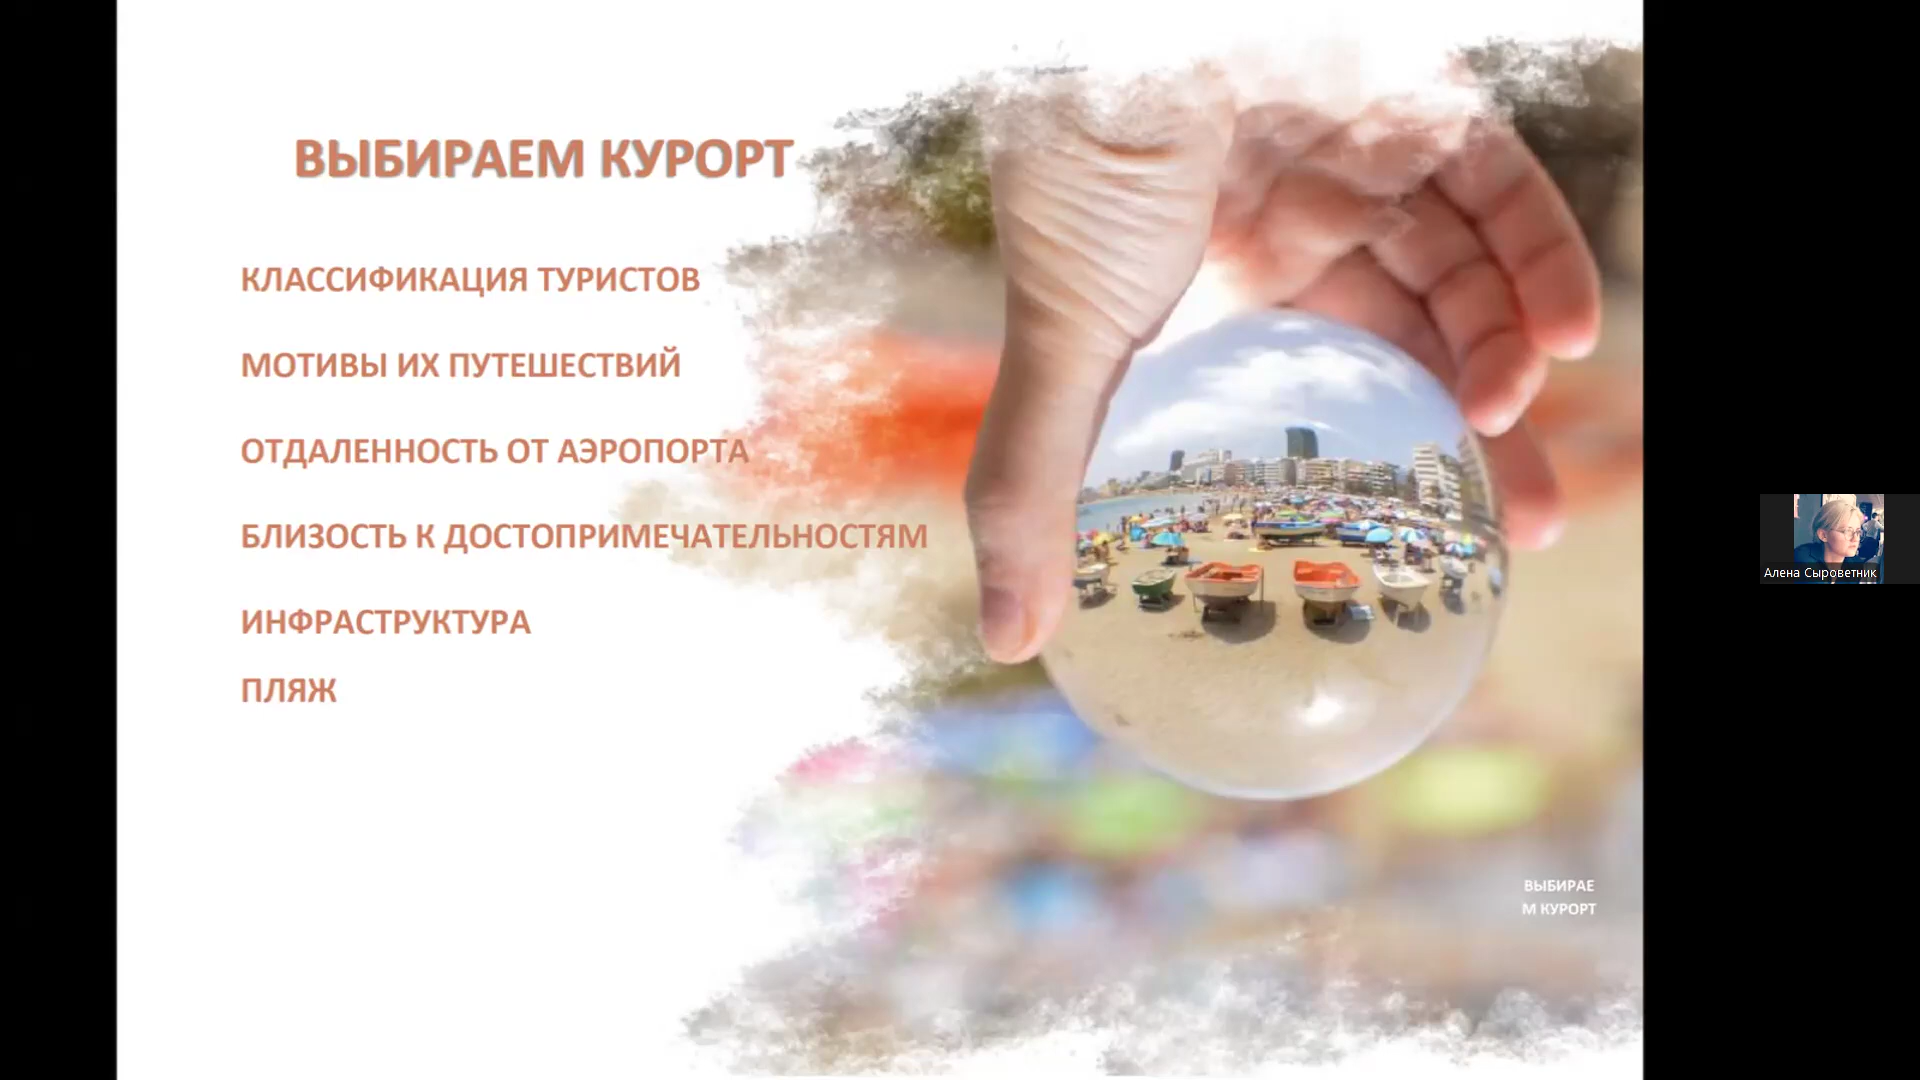 ВЫБИРАЕМ КУРОРТ
КЛАССИФИКАЦИЯ ТУРИСТОВ
МОТИВЫ ИХ ПУТЕШЕСТВИЙ
ОТДАЛЕННОСТЬ ОТ АЭРОПОРТА
БЛИЗОСТЬ К ДОСТОПРИМЕЧАТЕЛЬНОСТЯМ
ИНФРАСТРУКТУРА
ПЛЯЖ
Алена Сыроветник
ВЫБИРАЕ
М КУРОРТ